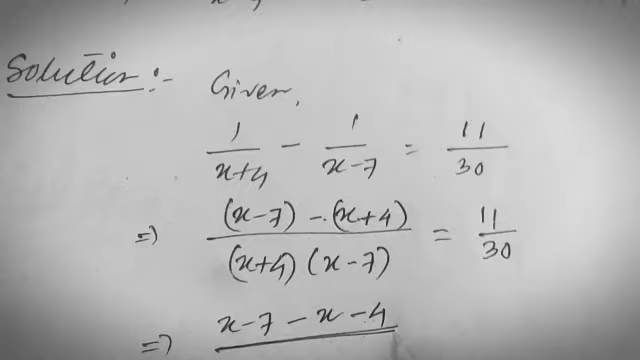 Solution :- Given,
1/(x+4) - 1/(x-7) = 11/30
=> ((x-7) - (x+4))/((x+4)(x-7)) = 11/30
=> x-7-x-4